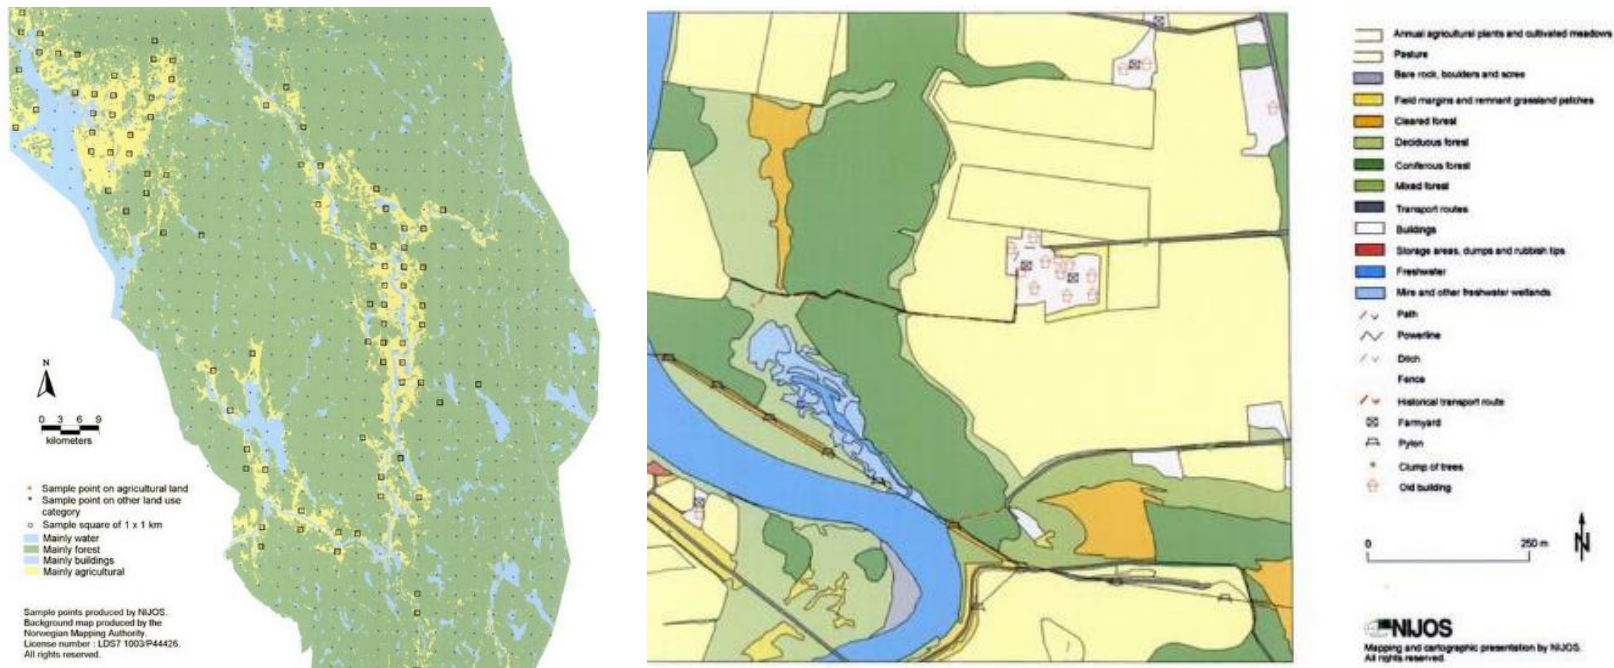 N
0 3 6 9
kilometers
Sample point on agricultural land
Sample point on other land use
category
Sample square of 1 x 1 km
Mainly water
Mainly forest
Mainly buildings
Mainly agricultural
Sample points produced by NIJOS.
Background map produced by the
Norwegian Mapping Authority.
License number : LDS7 1003/P44426.
All rights reserved.
Annual agricultural plants and cultivated meadows
Pasture
Bare rock, boulders and scree
Field margins and remnant grassland patches
Cleared forest
Deciduous forest
Coniferous forest
Mixed forest
Transport routes
Buildings
Storage areas, dumps and rubbish tips
Freshwater
Mire and other freshwater wetlands
Path
Powerline
Ditch
Fence
Historical transport route
Farmyard
Pylon
Clump of trees
Old building
0 250 m
N
NIJOS
Mapping and cartographic presentation by NIJOS.
All rights reserved.